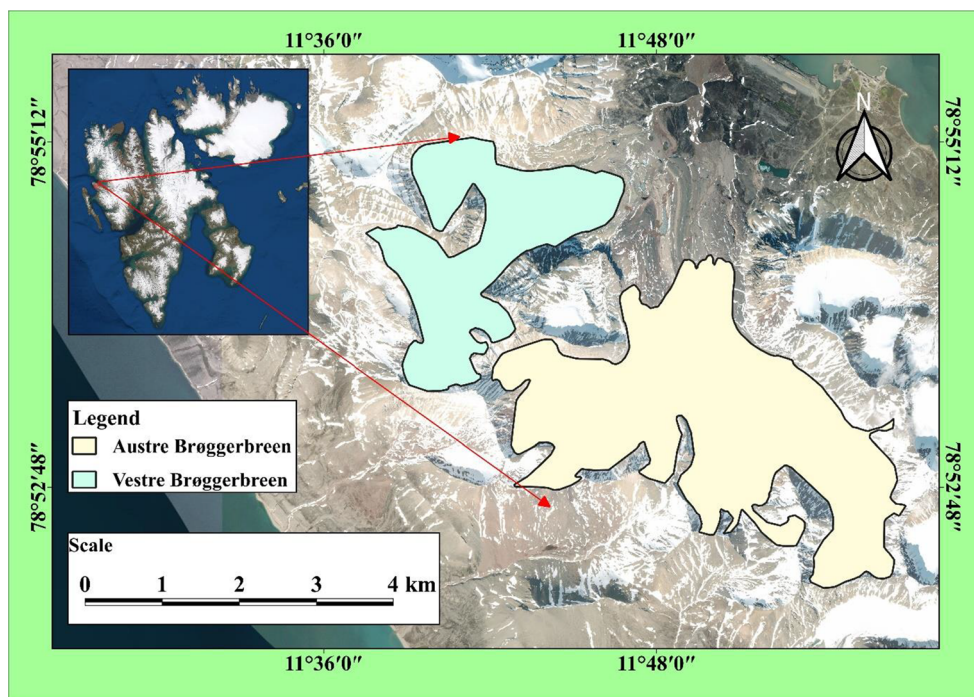 11°36′0″ 11°48′0″
N
78°55′12″ 78°55′12″
Legend
Austre Brøggerbreen
Vestre Brøggerbreen
78°52′48″ 78°52′48″
Scale
0 1 2 3 4 km
11°36′0″ 11°48′0″